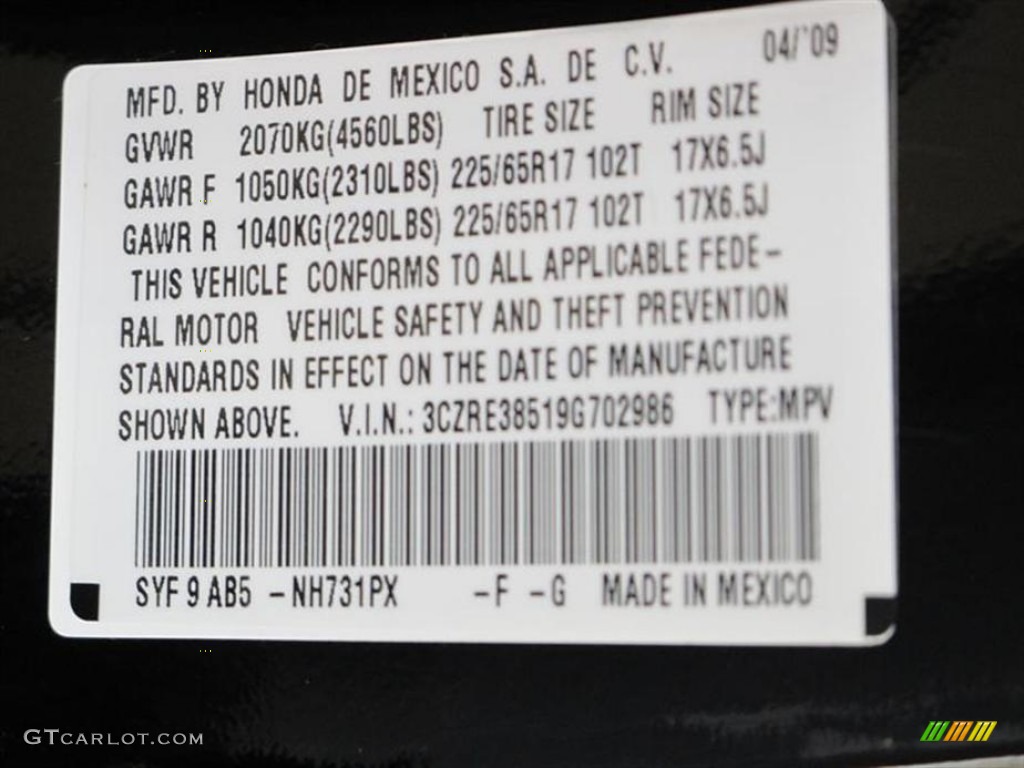 04/'09
MFD. BY HONDA DE MEXICO S.A. DE C.V.
GVWR 2070KG(4560LBS) TIRE SIZE RIM SIZE
GAWR F 1050KG(2310LBS) 225/65R17 102T 17X6.5J
GAWR R 1040KG(2290LBS) 225/65R17 102T 17X6.5J
THIS VEHICLE CONFORMS TO ALL APPLICABLE FEDE-
RAL MOTOR VEHICLE SAFETY AND THEFT PREVENTION
STANDARDS IN EFFECT ON THE DATE OF MANUFACTURE
SHOWN ABOVE. V.I.N.: 3CZRE38519G702986 TYPE:MPV
SYF 9 AB5 -NH731PX -F -G MADE IN MEXICO
GTCARLOT.COM